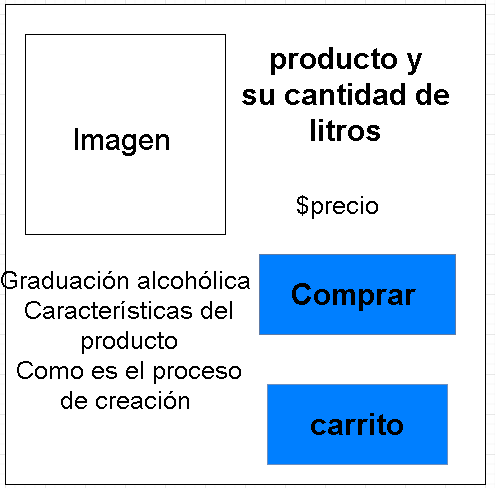 Imagen
producto y
su cantidad de
litros
$precio
Graduación alcohólica
Características del
producto
Como es el proceso
de creación
Comprar
carrito